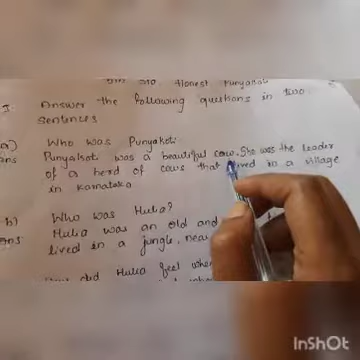 Honest Punyakoti
I Answer the following questions in two
sentences
a) Who was Punyakoti
ans Punyakoti was a beautiful cow. She was the leader
of a herd of cows that lived in a village
in Karnataka
b) Who was Hulia?
ans Hulia was an old and
lived in a jungle, near
did Hulia feel when
InShOt